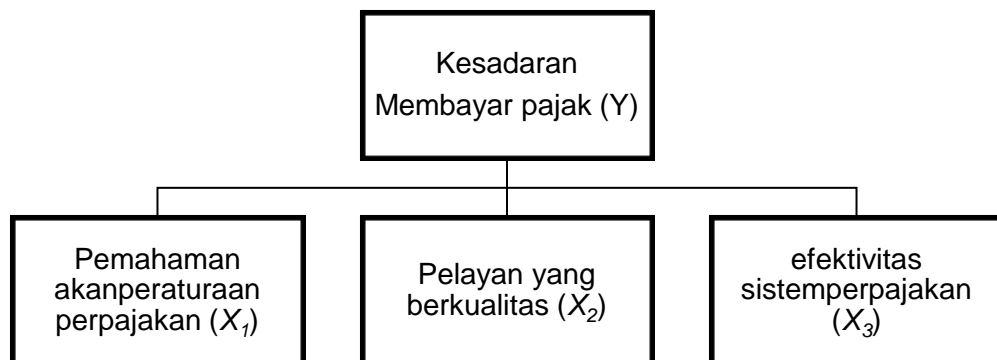 Kesadaran
Membayar pajak (Y)
Pemahaman
akanperaturaan
perpajakan (X₁)
Pelayan yang
berkualitas (X₂)
efektivitas
sistemperpajakan
(X₃)